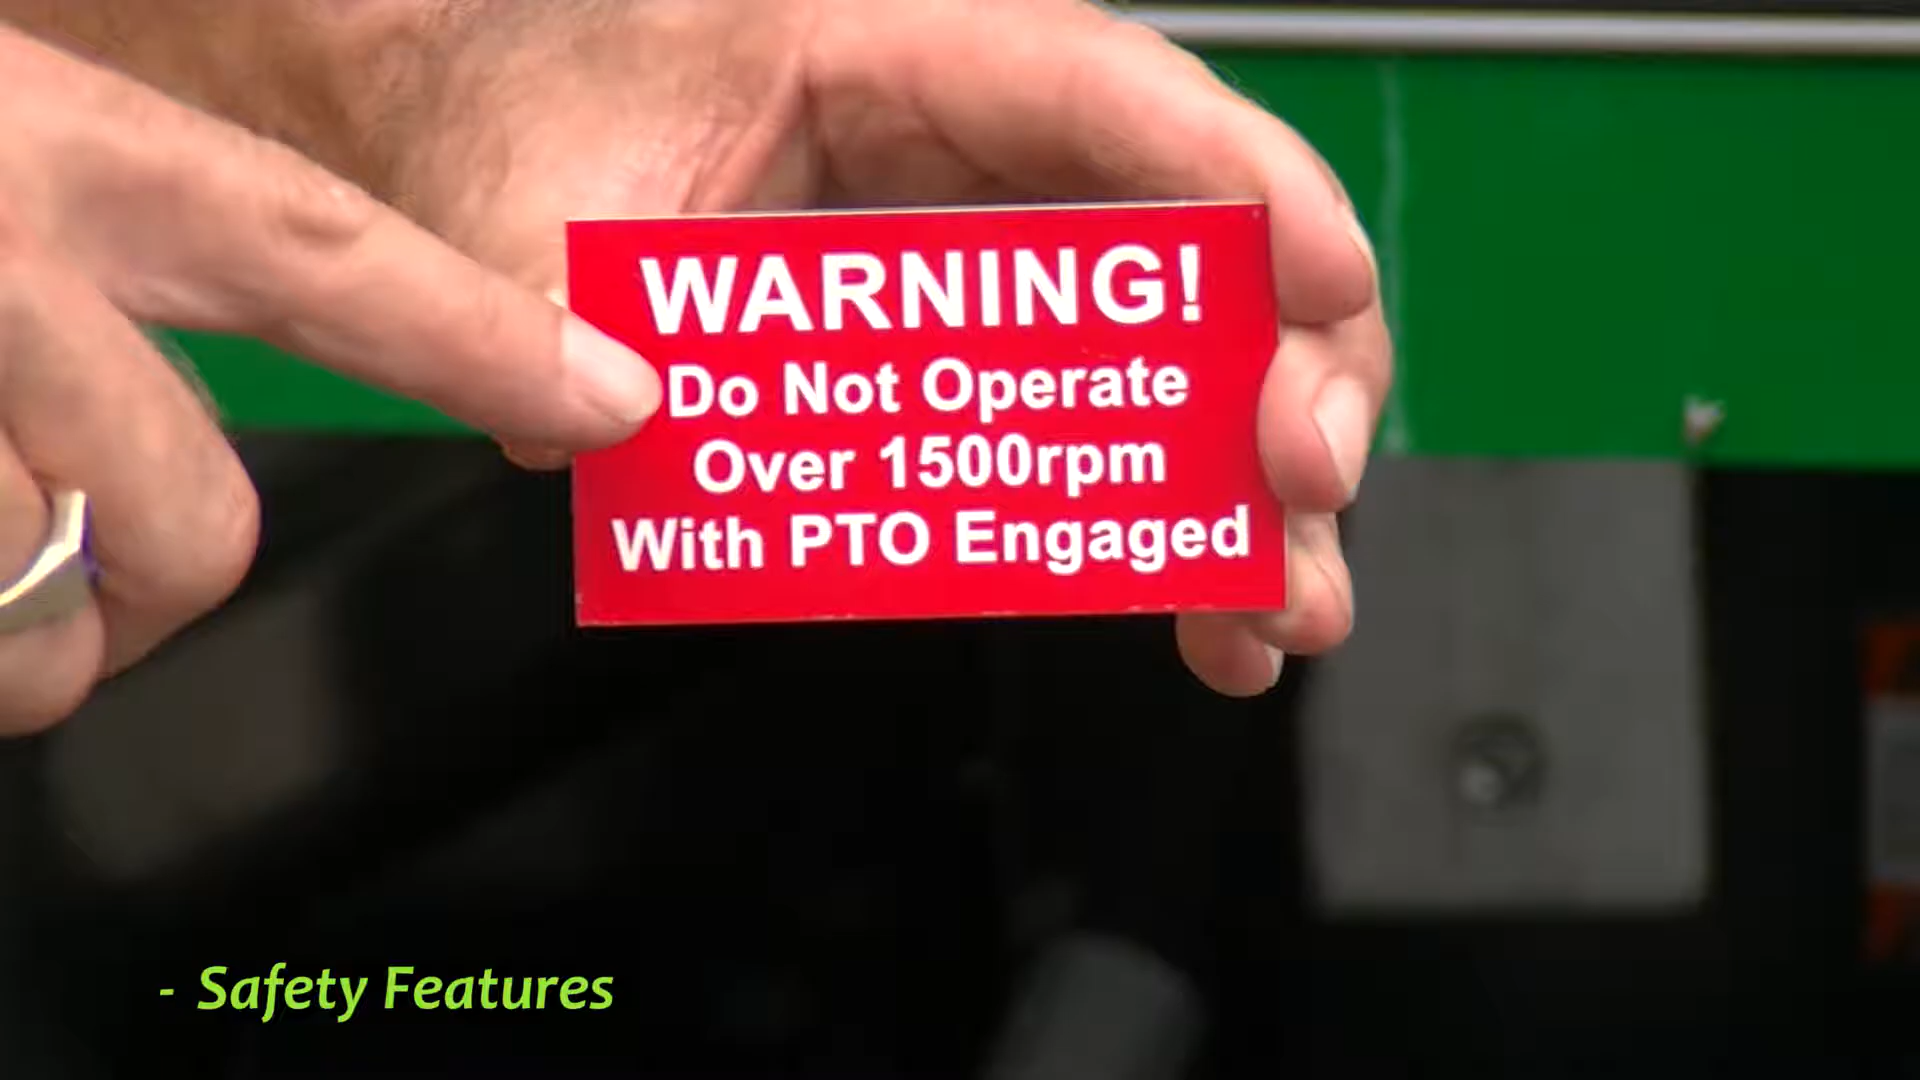 WARNING!
Do Not Operate
Over 1500rpm
With PTO Engaged
- Safety Features